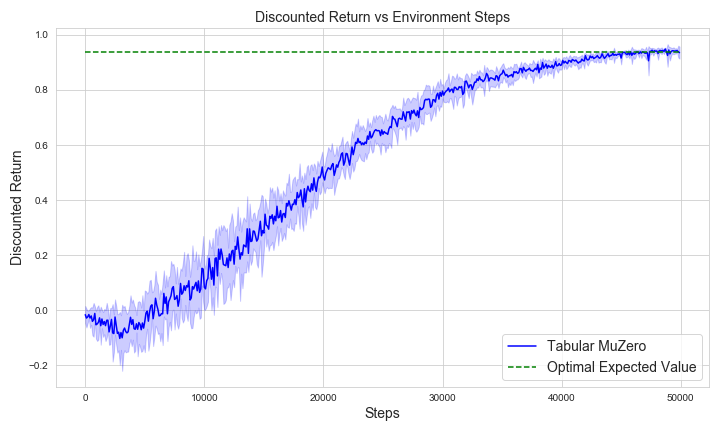 Discounted Return vs Environment Steps
Discounted Return
1.0
0.8
0.6
0.4
0.2
0.0
−0.2
0
10000
20000
30000
40000
50000
Steps
Tabular MuZero
Optimal Expected Value